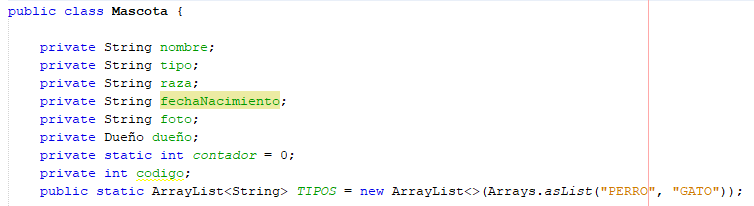 public class Mascota {
private String nombre;
private String tipo;
private String raza;
private String fechaNacimiento;
private String foto;
private Dueño dueño;
private static int contador = 0;
private int codigo;
public static ArrayList<String> TIPOS = new ArrayList<>(Arrays.asList("PERRO", "GATO"));